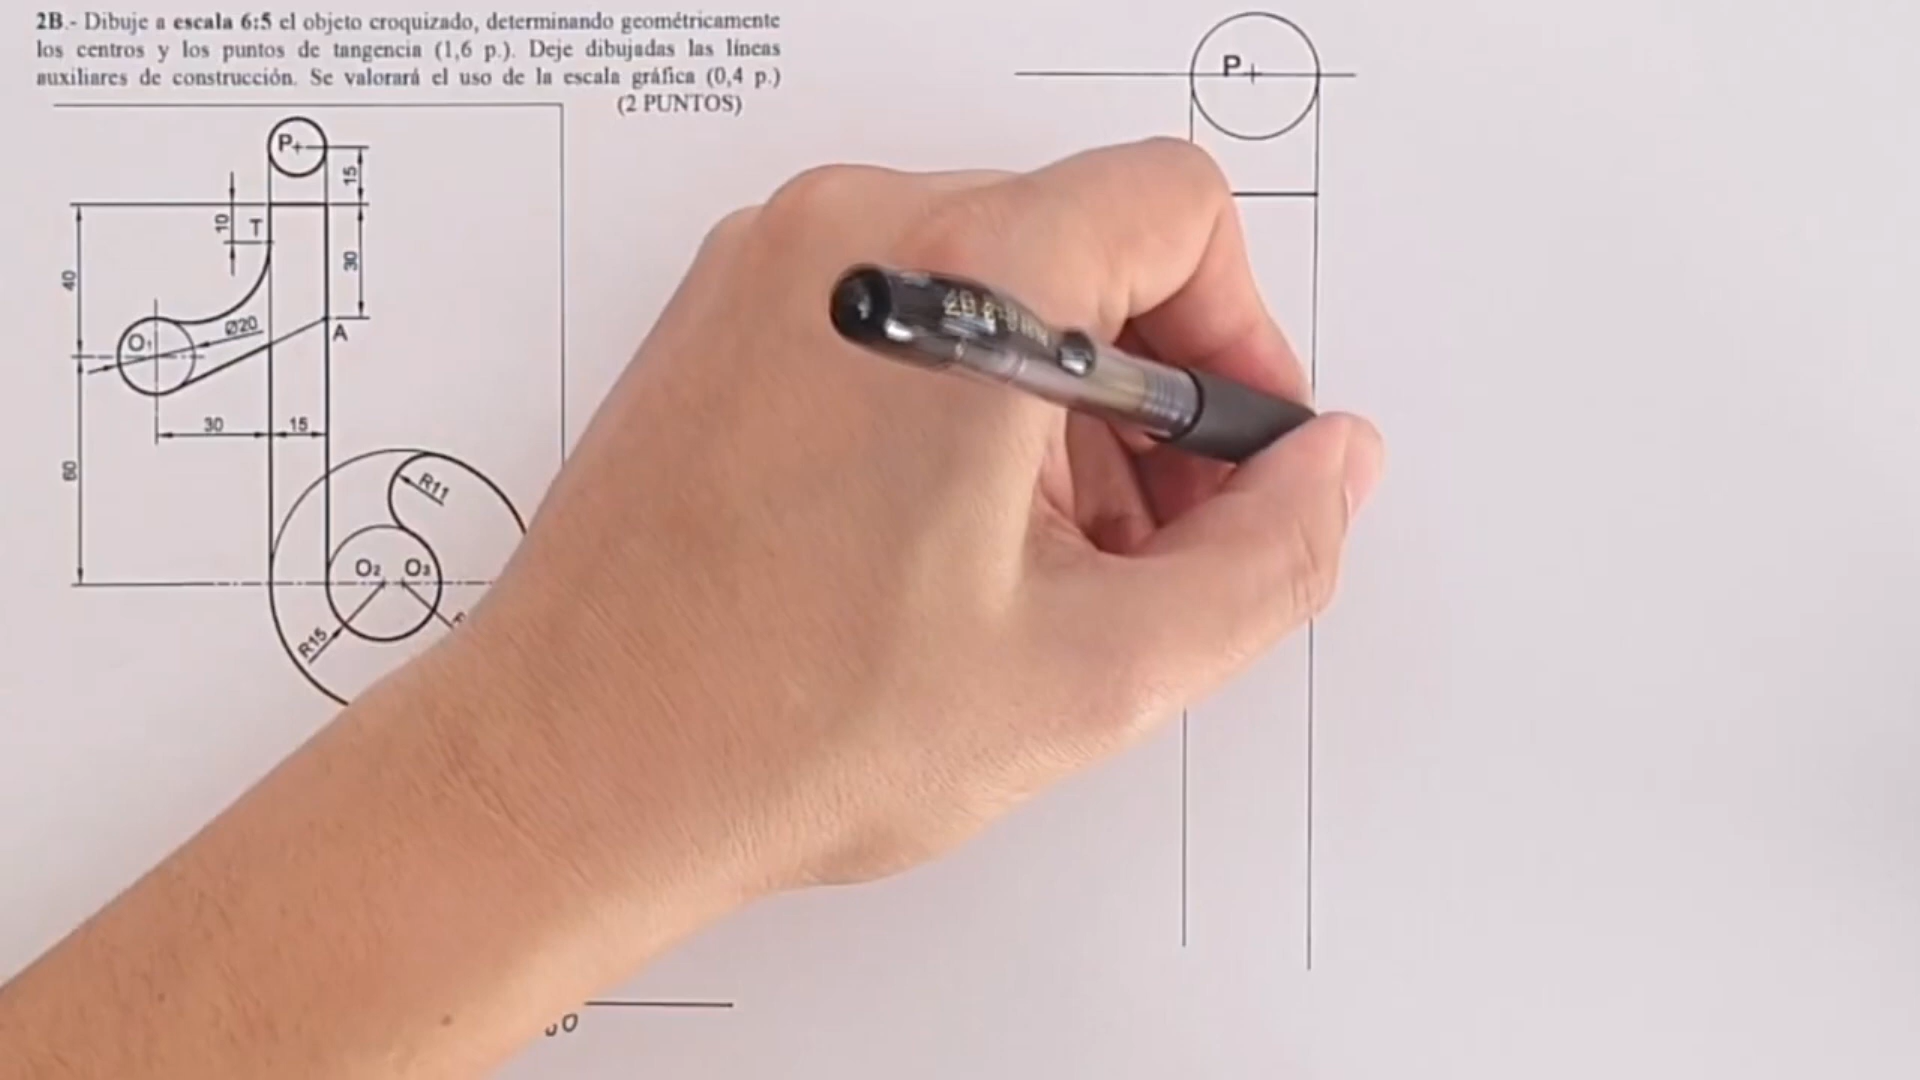 2B.- Dibuje a escala 6:5 el objeto croquizado, determinando geométricamente
los centros y los puntos de tangencia (1,6 p.). Deje dibujadas las líneas
auxiliares de construcción. Se valorará el uso de la escala gráfica (0,4 p.)
(2 PUNTOS)
P
P
15
10
T
30
40
Ø20
O1
A
30
15
60
R11
O2
O3
R15